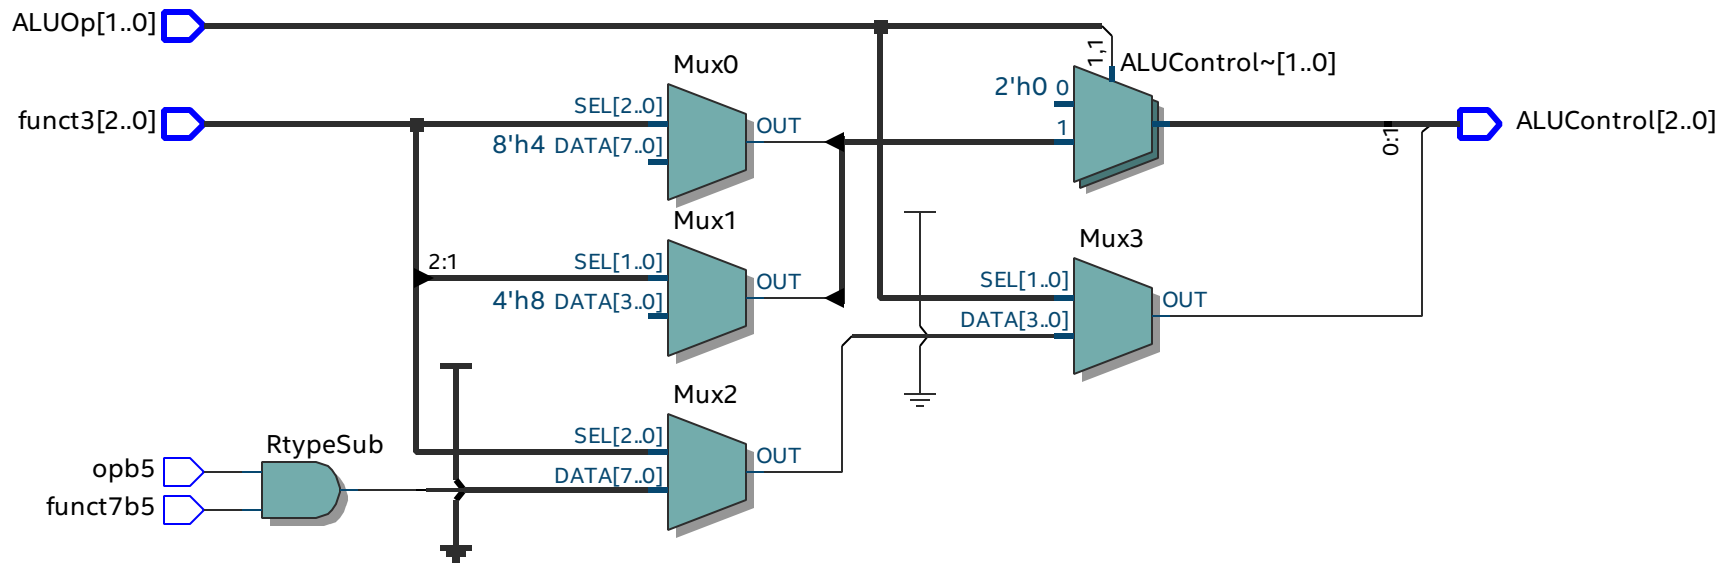 ALUOp[1..0]
1,1
ALUControl~[1..0]
Mux0
2'h0 0
SEL[2..0]
funct3[2..0]
OUT
1
0:1
ALUControl[2..0]
8'h4 DATA[7..0]
Mux1
Mux3
2:1
SEL[1..0]
OUT
SEL[1..0]
4'h8 DATA[3..0]
OUT
DATA[3..0]
Mux2
RtypeSub
SEL[2..0]
OUT
opb5
DATA[7..0]
funct7b5